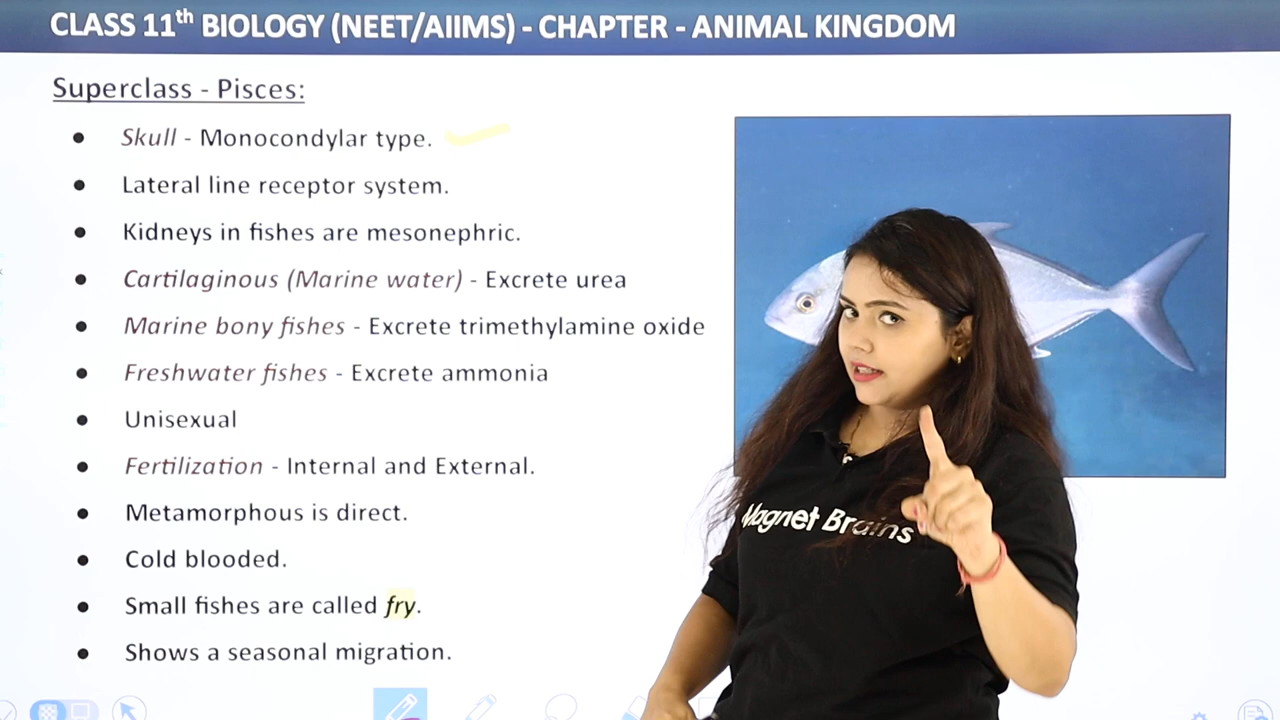 CLASS 11th BIOLOGY (NEET/AIIMS) - CHAPTER - ANIMAL KINGDOM
Superclass - Pisces:
• Skull - Monocondylar type.
• Lateral line receptor system.
• Kidneys in fishes are mesonephric.
• Cartilaginous (Marine water) - Excrete urea
• Marine bony fishes - Excrete trimethylamine oxide
• Freshwater fishes - Excrete ammonia
• Unisexual
• Fertilization - Internal and External.
• Metamorphous is direct.
• Cold blooded.
• Small fishes are called fry.
• Shows a seasonal migration.
Magnet Brains